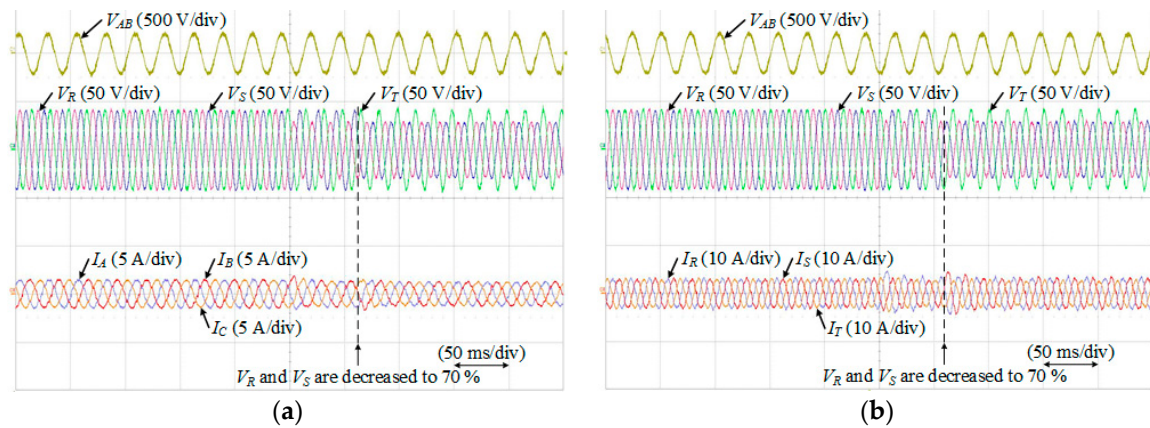 V_AB (500 V/div)
V_R (50 V/div) V_S (50 V/div) V_T (50 V/div)
I_A (5 A/div) I_B (5 A/div)
I_C (5 A/div)
(50 ms/div)
V_R and V_S are decreased to 70 %
(a)
V_AB (500 V/div)
V_R (50 V/div) V_S (50 V/div) V_T (50 V/div)
I_R (10 A/div) I_S (10 A/div)
I_T (10 A/div)
(50 ms/div)
V_R and V_S are decreased to 70 %
(b)